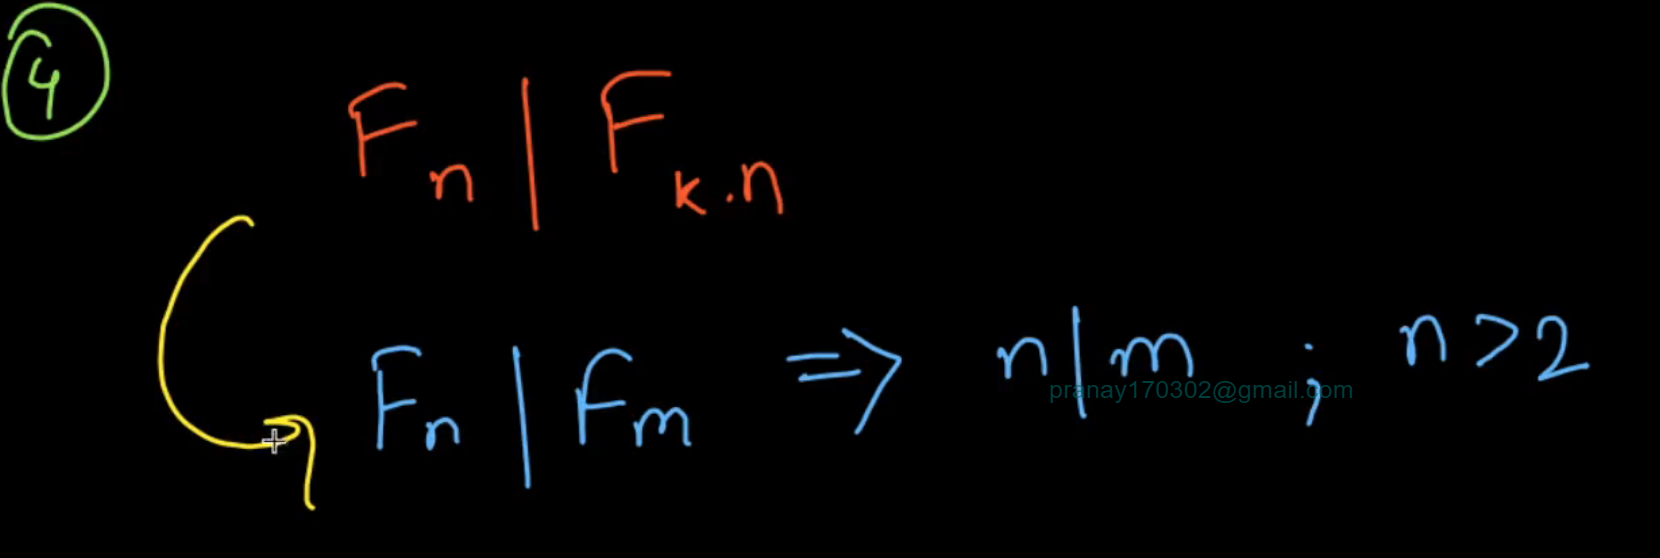 4
Fn | Fk.n
Fn | Fm ⇒ n|m ; n>2
pranay170302@gmail.com